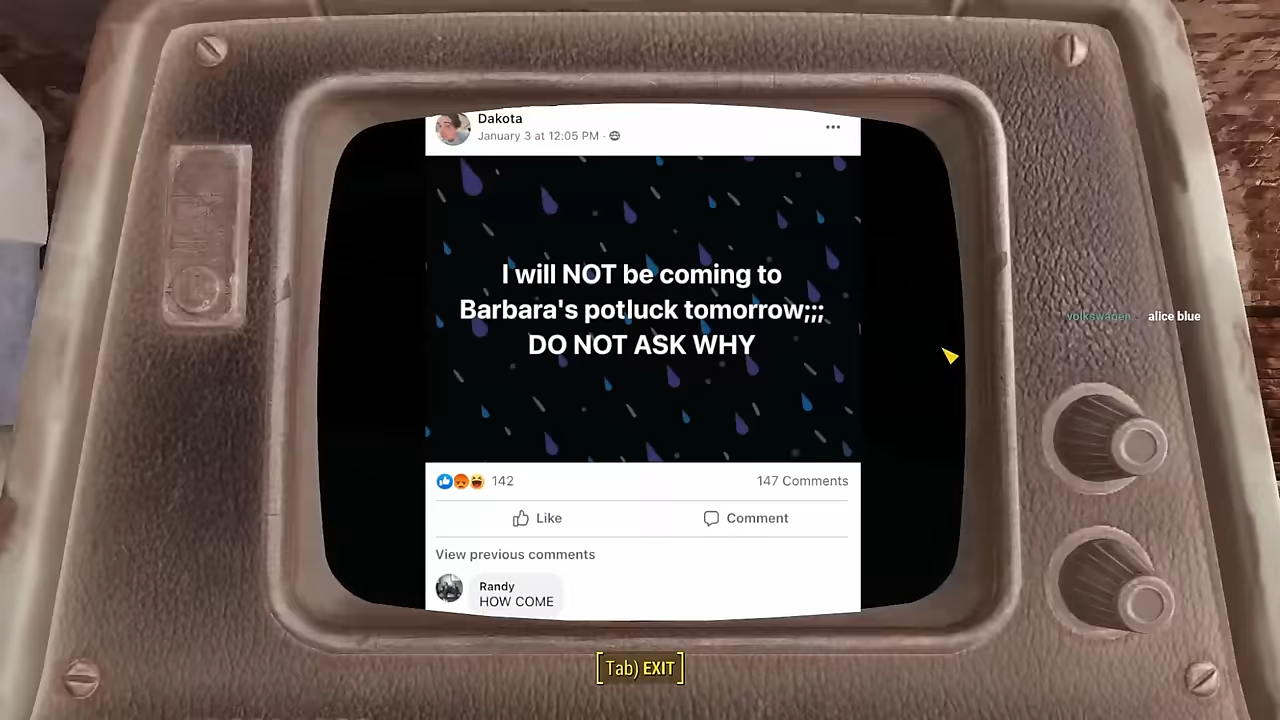 Dakota
January 3 at 12:05 PM ·
I will NOT be coming to
Barbara's potluck tomorrow;;;
DO NOT ASK WHY
142
147 Comments
Like
Comment
View previous comments
Randy
HOW COME
volkswagen alice blue
[Tab) EXIT]